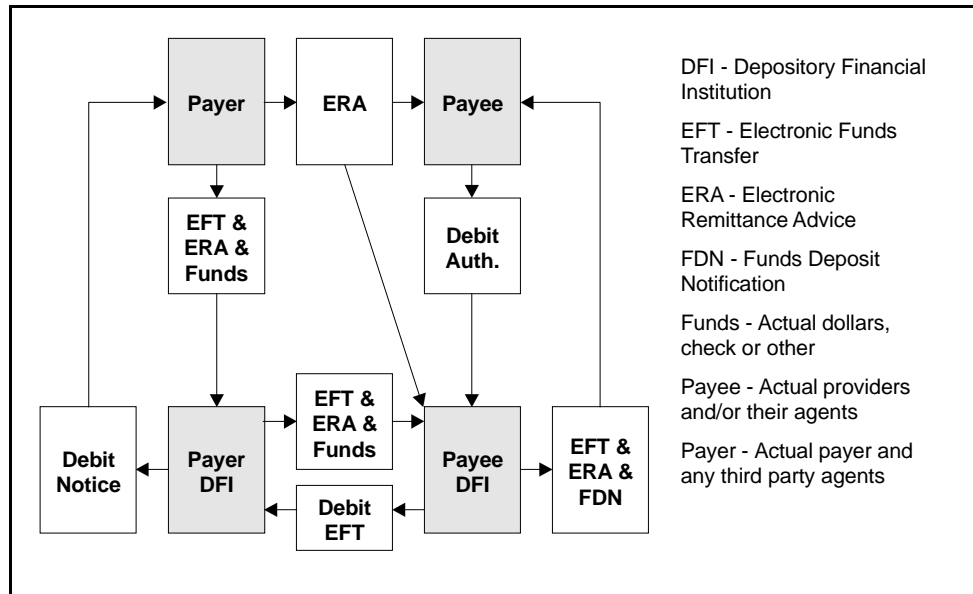 Payer
ERA
Payee
EFT &
ERA &
Funds
Debit
Auth.
Debit
Notice
Payer
DFI
EFT &
ERA &
Funds
Debit
EFT
Payee
DFI
EFT &
ERA &
FDN
DFI - Depository Financial
Institution
EFT - Electronic Funds
Transfer
ERA - Electronic
Remittance Advice
FDN - Funds Deposit
Notification
Funds - Actual dollars,
check or other
Payee - Actual providers
and/or their agents
Payer - Actual payer and
any third party agents